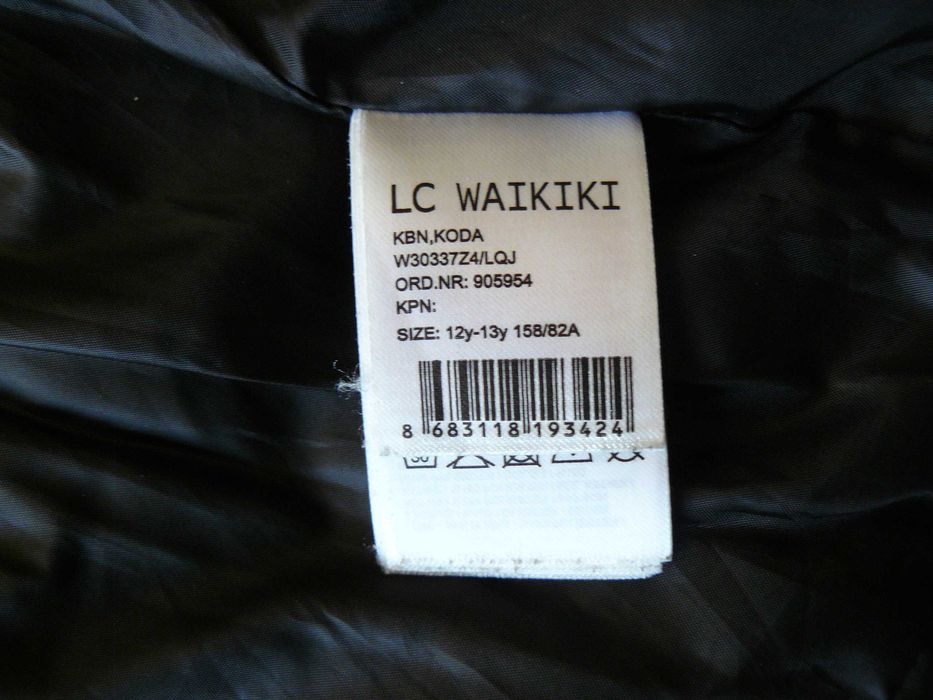 LC WAIKIKI
KBN,KODA
W30337Z4/LQJ
ORD.NR: 905954
KPN:
SIZE: 12y-13y 158/82A
8 683118 193424